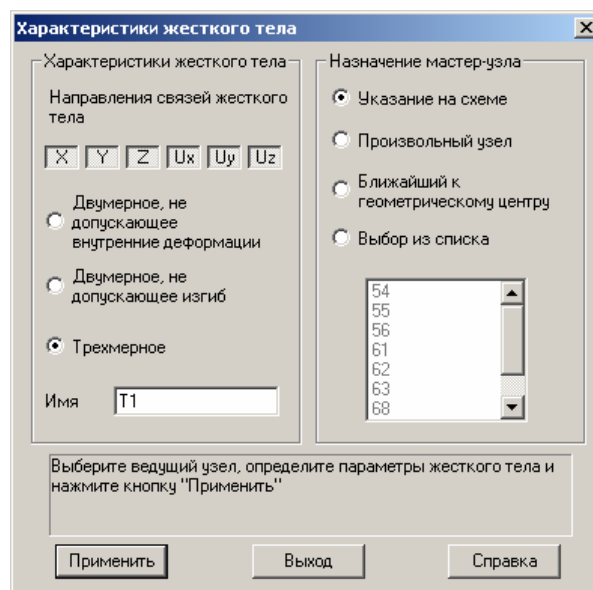 Характеристики жесткого тела
Характеристики жесткого тела
Направления связей жесткого
тела
X Y Z Ux Uy Uz
Двумерное, не
допускающее
внутренние деформации
Двумерное, не
допускающее изгиб
Трехмерное
Имя T1
Назначение мастер-узла
Указание на схеме
Произвольный узел
Ближайший к
геометрическому центру
Выбор из списка
54
55
56
61
62
63
68
Выберите ведущий узел, определите параметры жесткого тела и
нажмите кнопку "Применить"
Применить Выход Справка